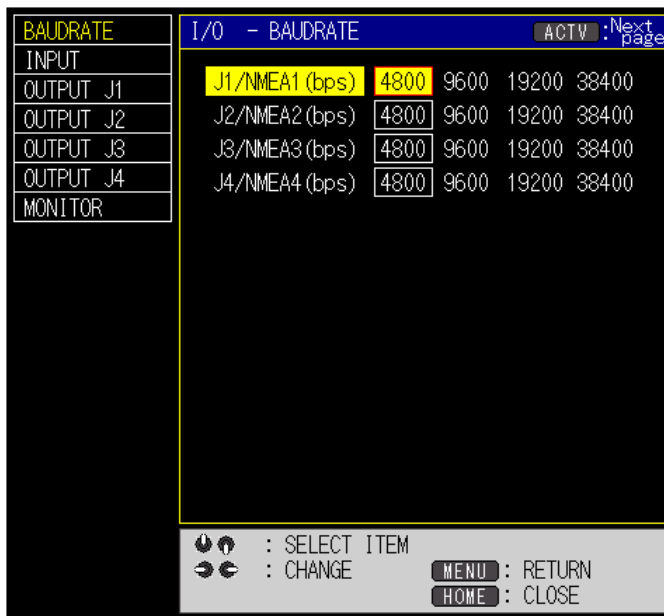 BAUDRATE
INPUT
OUTPUT J1
OUTPUT J2
OUTPUT J3
OUTPUT J4
MONITOR
I/O - BAUDRATE ACTV :Next page
J1/NMEA1(bps) 4800 9600 19200 38400
J2/NMEA2(bps) 4800 9600 19200 38400
J3/NMEA3(bps) 4800 9600 19200 38400
J4/NMEA4(bps) 4800 9600 19200 38400
: SELECT ITEM
: CHANGE MENU : RETURN
HOME : CLOSE